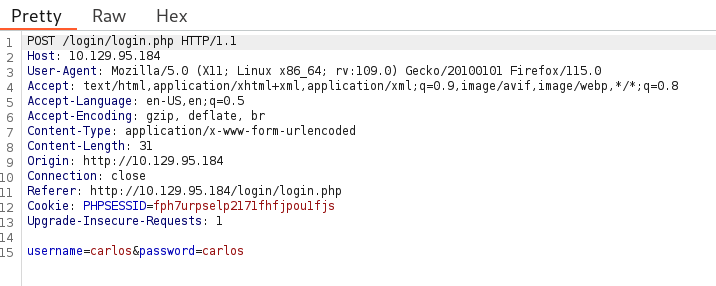 Pretty Raw Hex
1 POST /login/login.php HTTP/1.1
2 Host: 10.129.95.184
3 User-Agent: Mozilla/5.0 (X11; Linux x86_64; rv:109.0) Gecko/20100101 Firefox/115.0
4 Accept: text/html,application/xhtml+xml,application/xml;q=0.9,image/avif,image/webp,*/*;q=0.8
5 Accept-Language: en-US,en;q=0.5
6 Accept-Encoding: gzip, deflate, br
7 Content-Type: application/x-www-form-urlencoded
8 Content-Length: 31
9 Origin: http://10.129.95.184
10 Connection: close
11 Referer: http://10.129.95.184/login/login.php
12 Cookie: PHPSESSID=fph7urpselp2171fhfjpou1fjs
13 Upgrade-Insecure-Requests: 1
14
15 username=carlos&password=carlos